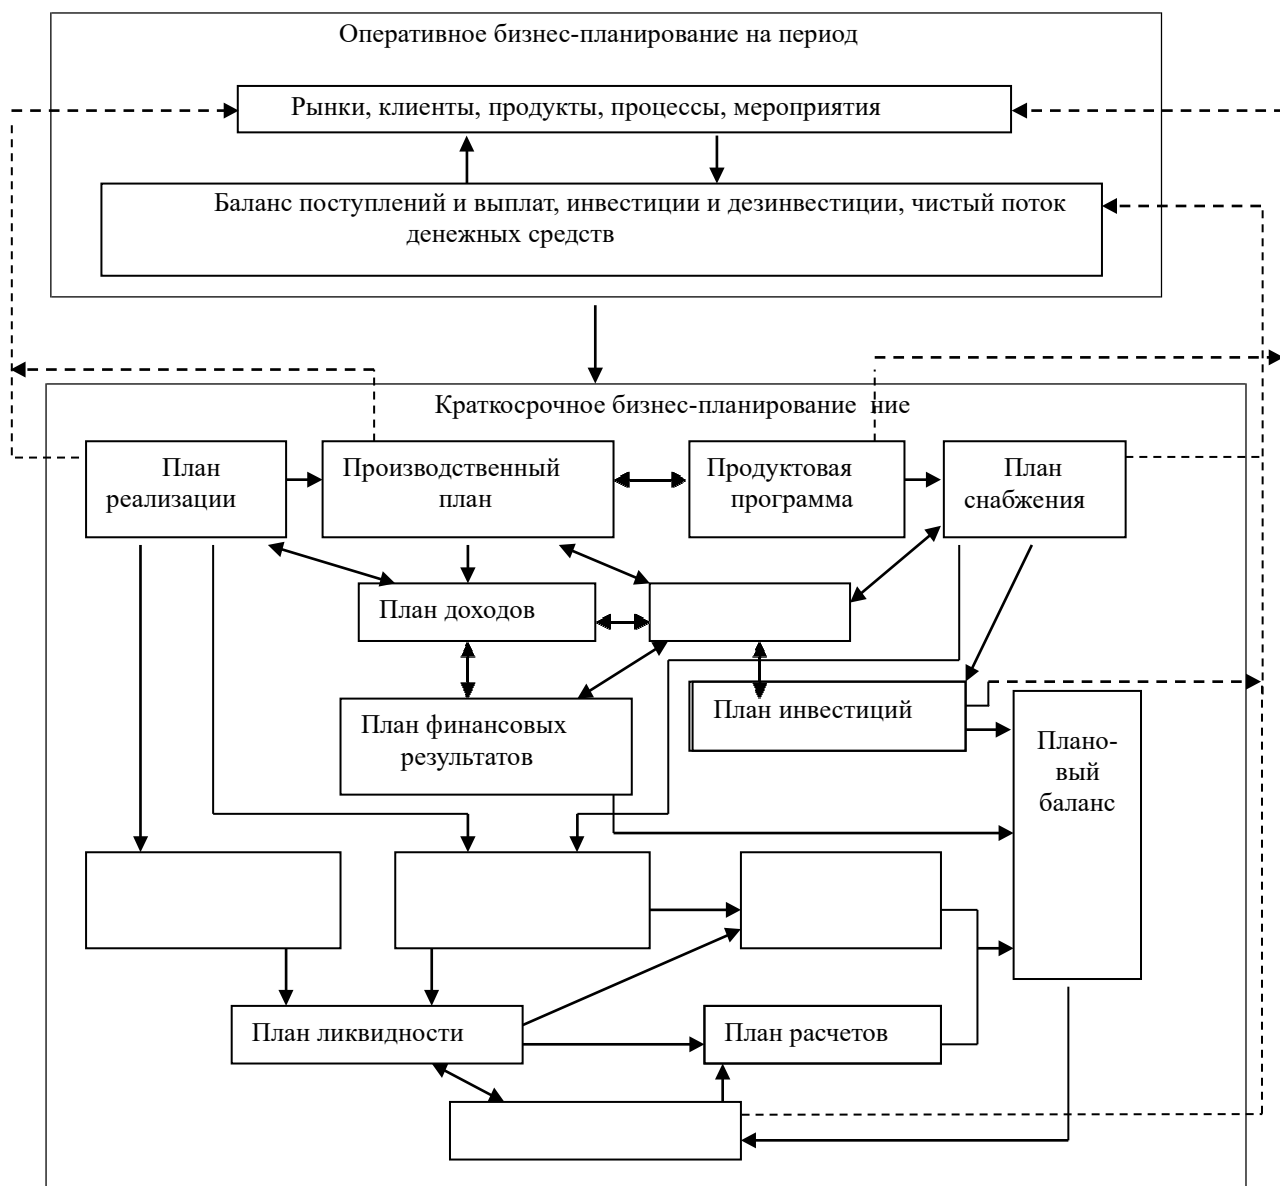 Оперативное бизнес-планирование на период
Рынки, клиенты, продукты, процессы, мероприятия
Баланс поступлений и выплат, инвестиции и дезинвестиции, чистый поток
денежных средств
Краткосрочное бизнес-планирование ние
План
реализации
Производственный
план
Продуктовая
программа
План
снабжения
План доходов
План финансовых
результатов
План инвестиций
Плано-
вый
баланс
План ликвидности
План расчетов